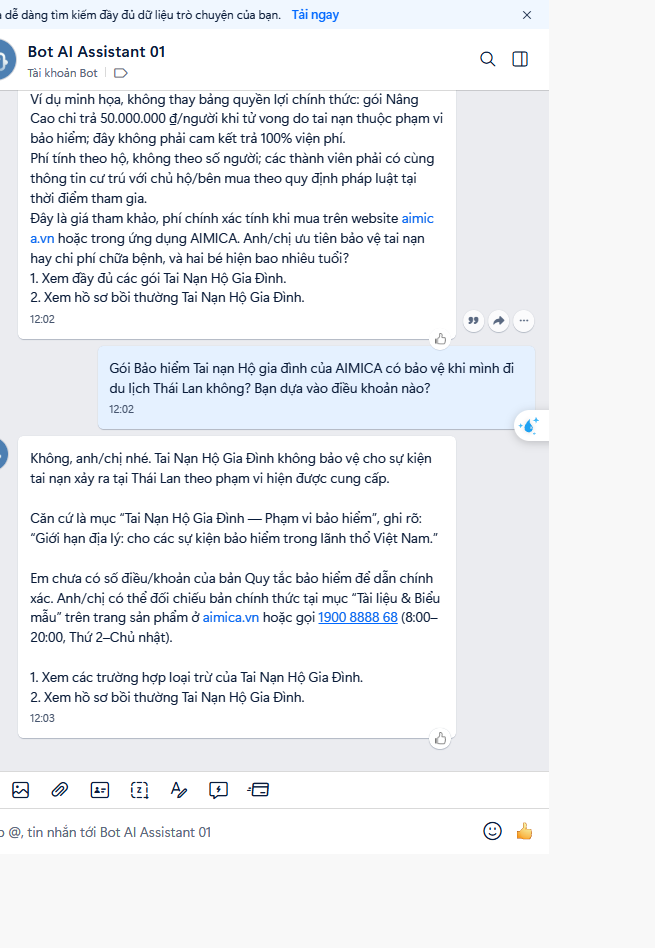 dễ dàng tìm kiếm đầy đủ dữ liệu trò chuyện của bạn. Tải ngay
Bot AI Assistant 01
Tài khoản Bot
Ví dụ minh họa, không thay bảng quyền lợi chính thức: gói Nâng
Cao chi trả 50.000.000 ₫/người khi tử vong do tai nạn thuộc phạm vi
bảo hiểm; đây không phải cam kết trả 100% viện phí.
Phí tính theo hộ, không theo số người; các thành viên phải có cùng
thông tin cư trú với chủ hộ/bên mua theo quy định pháp luật tại
thời điểm tham gia.
Đây là giá tham khảo, phí chính xác tính khi mua trên website aimic
a.vn hoặc trong ứng dụng AIMICA. Anh/chị ưu tiên bảo vệ tai nạn
hay chi phí chữa bệnh, và hai bé hiện bao nhiêu tuổi?
1. Xem đầy đủ các gói Tai Nạn Hộ Gia Đình.
2. Xem hồ sơ bồi thường Tai Nạn Hộ Gia Đình.
12:02
Gói Bảo hiểm Tai nạn Hộ gia đình của AIMICA có bảo vệ khi mình đi
du lịch Thái Lan không? Bạn dựa vào điều khoản nào?
12:02
Không, anh/chị nhé. Tai Nạn Hộ Gia Đình không bảo vệ cho sự kiện
tai nạn xảy ra tại Thái Lan theo phạm vi hiện được cung cấp.
Căn cứ là mục “Tai Nạn Hộ Gia Đình — Phạm vi bảo hiểm”, ghi rõ:
“Giới hạn địa lý: cho các sự kiện bảo hiểm trong lãnh thổ Việt Nam.”
Em chưa có số điều/khoản của bản Quy tắc bảo hiểm để dẫn chính
xác. Anh/chị có thể đối chiếu bản chính thức tại mục “Tài liệu & Biểu
mẫu” trên trang sản phẩm ở aimica.vn hoặc gọi 1900 8888 68 (8:00–
20:00, Thứ 2–Chủ nhật).
1. Xem các trường hợp loại trừ của Tai Nạn Hộ Gia Đình.
2. Xem hồ sơ bồi thường Tai Nạn Hộ Gia Đình.
12:03
@, tin nhắn tới Bot AI Assistant 01